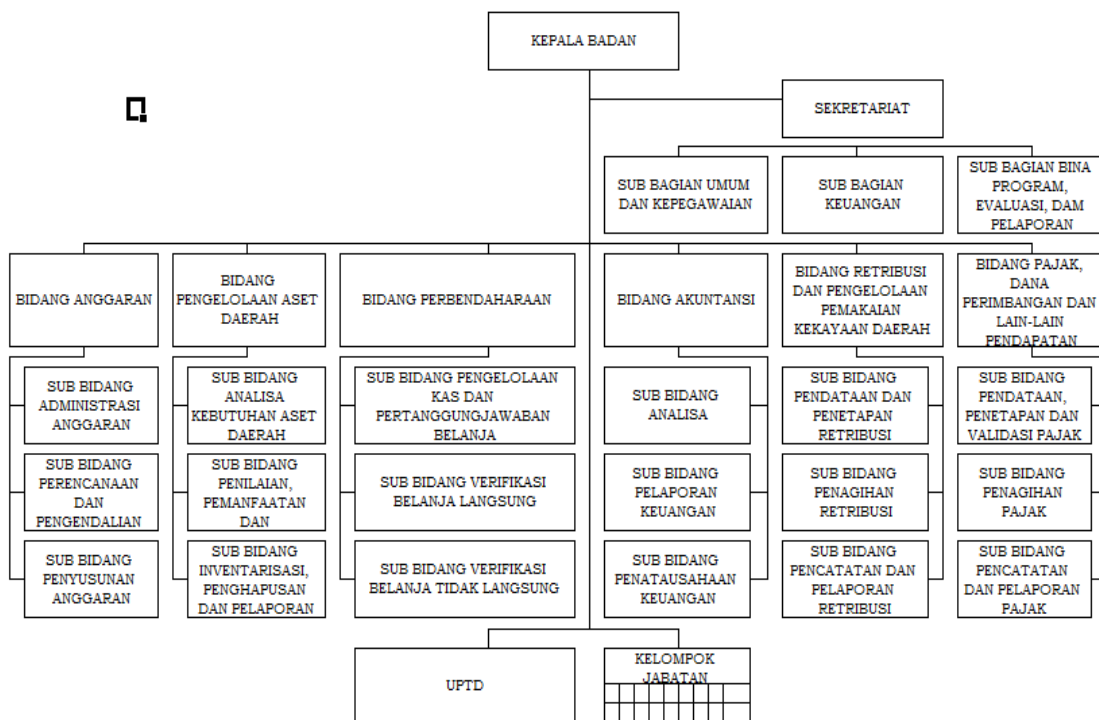 KEPALA BADAN
SEKRETARIAT
SUB BAGIAN UMUM
DAN KEPEGAWAIAN
SUB BAGIAN
KEUANGAN
SUB BAGIAN BINA
PROGRAM,
EVALUASI, DAM
PELAPORAN
BIDANG ANGGARAN
BIDANG
PENGELOLAAN ASET
DAERAH
BIDANG PERBENDAHARAAN
BIDANG AKUNTANSI
BIDANG RETRIBUSI
DAN PENGELOLAAN
PEMAKAIAN
KEKAYAAN DAERAH
BIDANG PAJAK,
DANA
PERIMBANGAN DAN
LAIN-LAIN
PENDAPATAN
SUB BIDANG
ADMINISTRASI
ANGGARAN
SUB BIDANG
ANALISA
KEBUTUHAN ASET
DAERAH
SUB BIDANG PENGELOLAAN
KAS DAN
PERTANGGUNGJAWABAN
BELANJA
SUB BIDANG
ANALISA
SUB BIDANG
PENDATAAN DAN
PENETAPAN
RETRIBUSI
SUB BIDANG
PENDATAAN,
PENETAPAN DAN
VALIDASI PAJAK
SUB BIDANG
PERENCANAAN
DAN
PENGENDALIAN
SUB BIDANG
PENILAIAN,
PEMANFAATAN
DAN
SUB BIDANG VERIFIKASI
BELANJA LANGSUNG
SUB BIDANG
PELAPORAN
KEUANGAN
SUB BIDANG
PENAGIHAN
RETRIBUSI
SUB BIDANG
PENAGIHAN
PAJAK
SUB BIDANG
PENYUSUNAN
ANGGARAN
SUB BIDANG
INVENTARISASI,
PENGHAPUSAN
DAN PELAPORAN
SUB BIDANG VERIFIKASI
BELANJA TIDAK LANGSUNG
SUB BIDANG
PENATAUSAHAAN
KEUANGAN
SUB BIDANG
PENCATATAN DAN
PELAPORAN
RETRIBUSI
SUB BIDANG
PENCATATAN
DAN PELAPORAN
PAJAK
UPTD
KELOMPOK
JABATAN